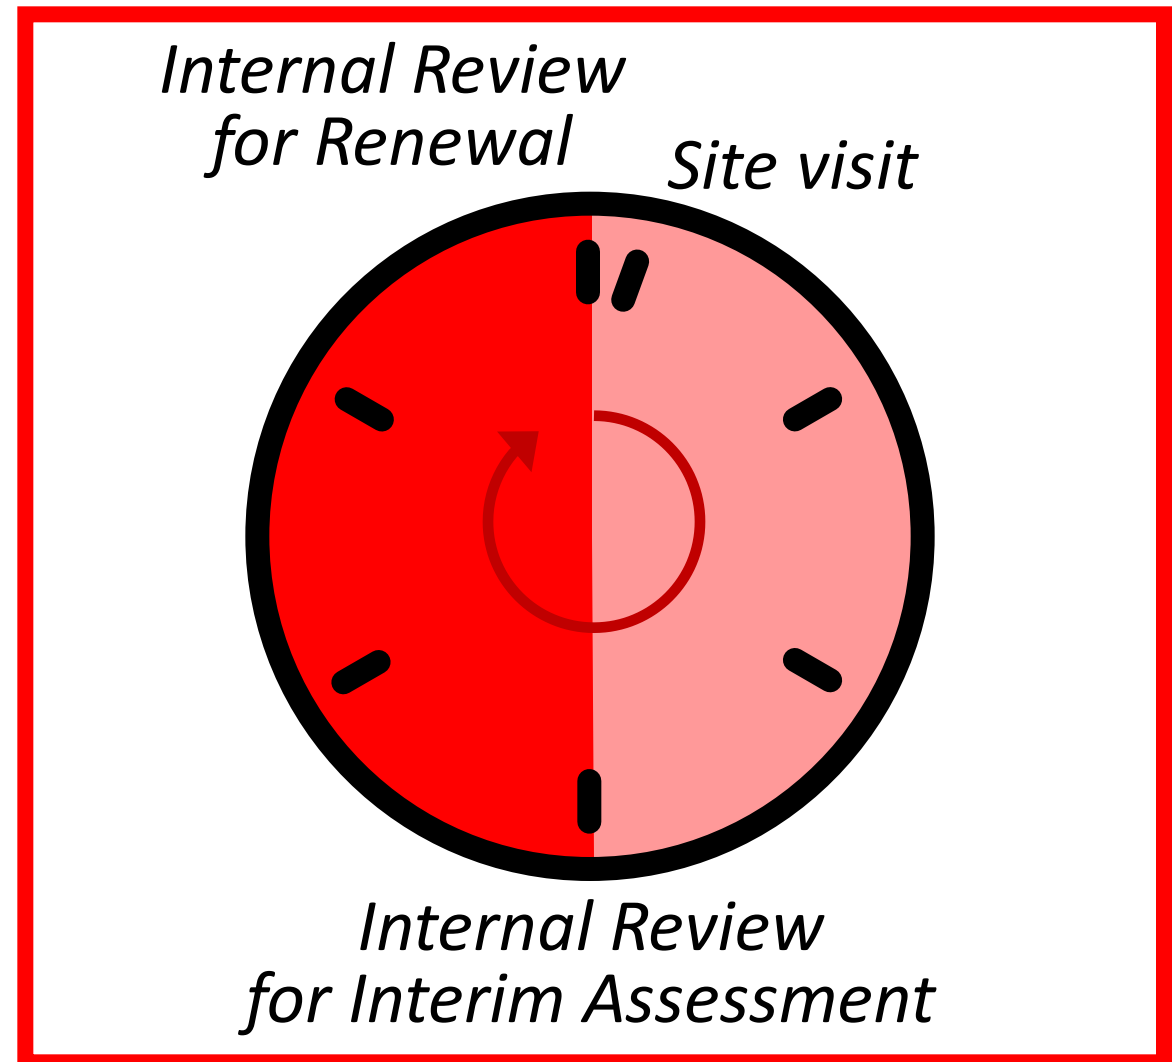 Internal Review
for Renewal
Site visit
Internal Review
for Interim Assessment